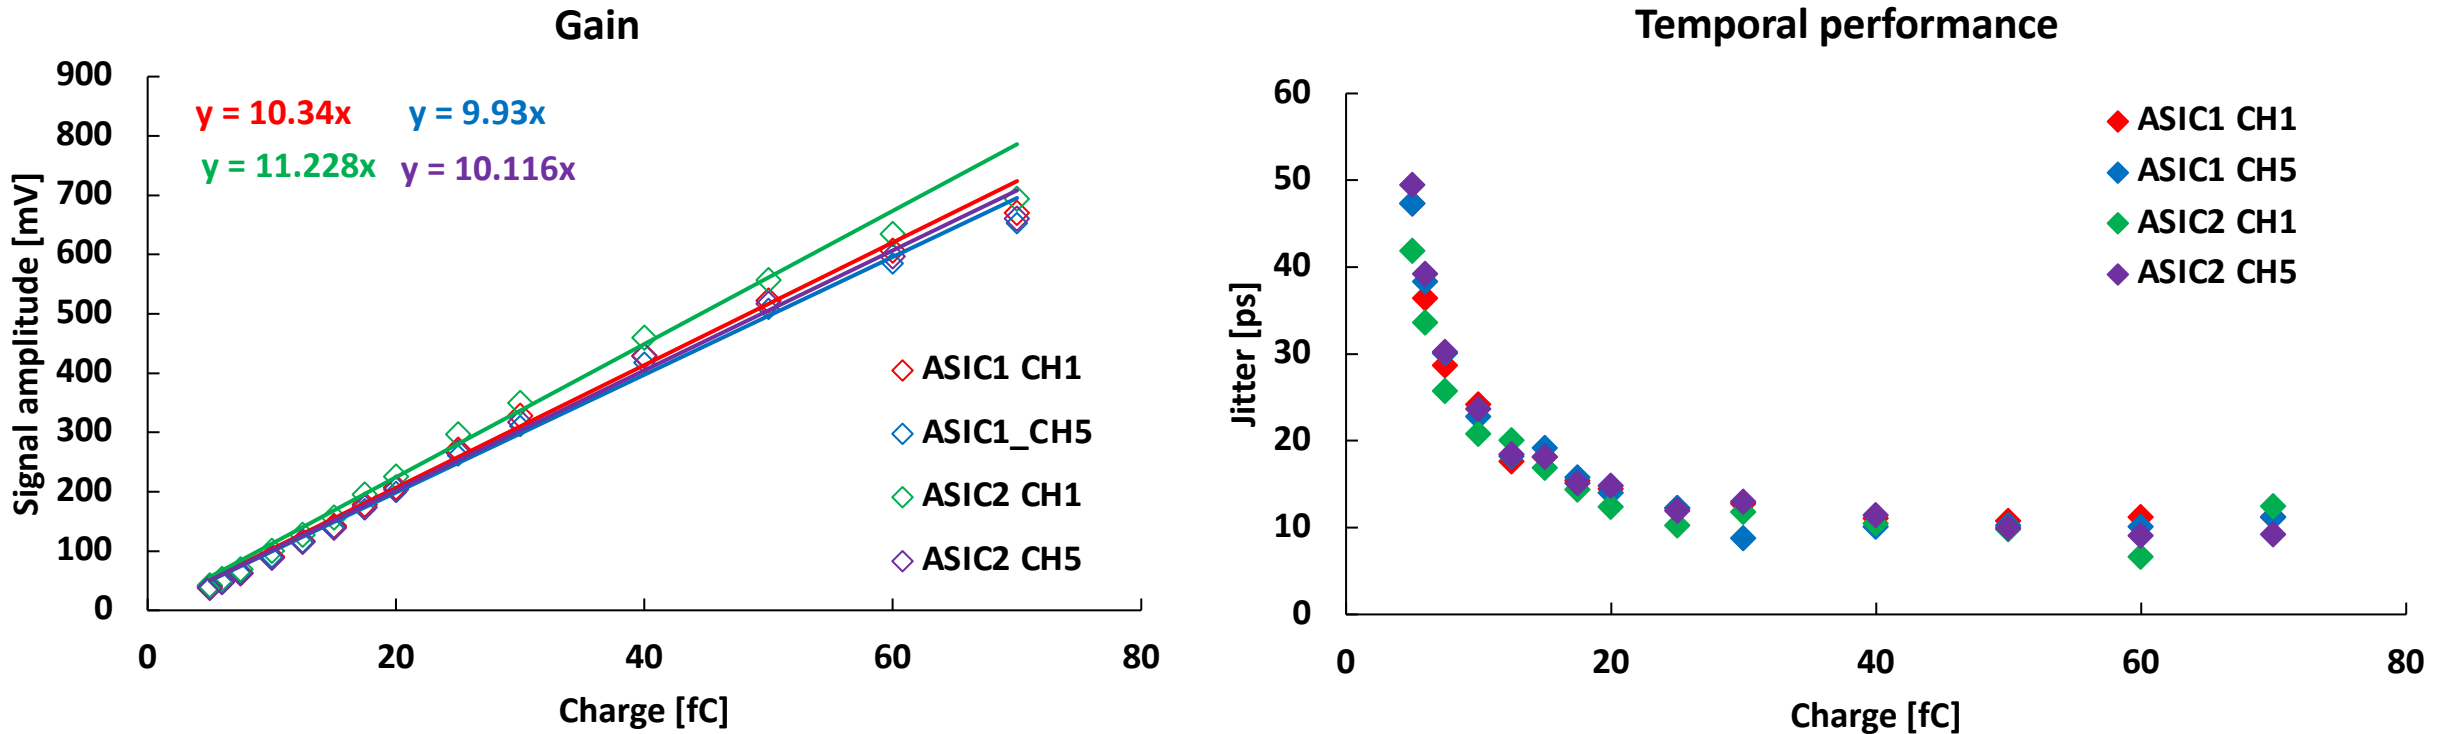 Gain
900
800
700
600
500
400
300
200
100
0
Signal amplitude [mV]
y = 10.34x
y = 9.93x
y = 11.228x
y = 10.116x
ASIC1 CH1
ASIC1_CH5
ASIC2 CH1
ASIC2 CH5
0
20
40
60
80
Charge [fC]
Temporal performance
60
50
40
30
20
10
0
Jitter [ps]
ASIC1 CH1
ASIC1 CH5
ASIC2 CH1
ASIC2 CH5
0
20
40
60
80
Charge [fC]